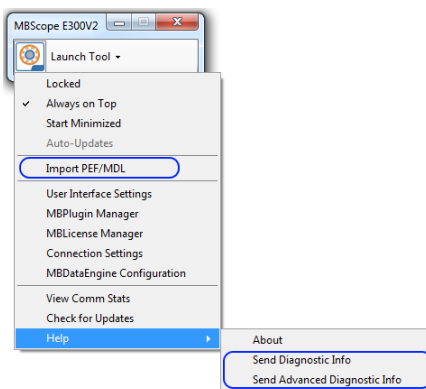 MBScope E300V2
Launch Tool
Locked
Always on Top
Start Minimized
Auto-Updates
Import PEF/MDL
User Interface Settings
MBPlugin Manager
MBLicense Manager
Connection Settings
MBDataEngine Configuration
View Comm Stats
Check for Updates
Help
About
Send Diagnostic Info
Send Advanced Diagnostic Info